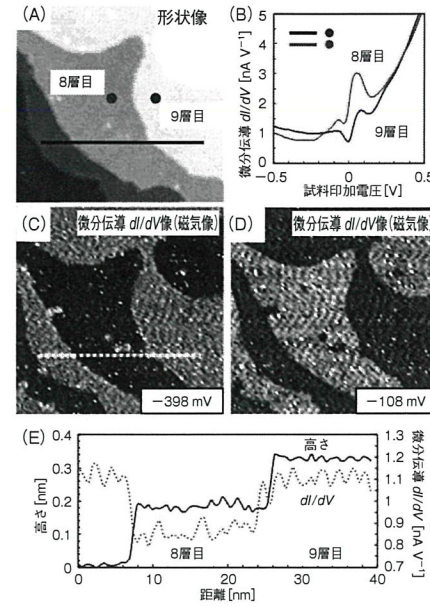 (A)
形状像
8層目
9層目
(B)
微分伝導 dI/dV [nA V⁻¹]
5
4
3
2
1
0
-0.5
0
0.5
試料印加電圧[V]
8層目
9層目
(C)
微分伝導 dI/dV像(磁気像)
-398 mV
(D)
微分伝導 dI/dV像(磁気像)
-108 mV
(E)
高さ[nm]
0.4
0.3
0.2
0.1
0
0
10
20
30
40
距離[nm]
高さ
dI/dV
8層目
9層目
1.3
1.2
1.1
1
0.9
0.8
0.7
微分伝導 dI/dV
[nA V⁻¹]